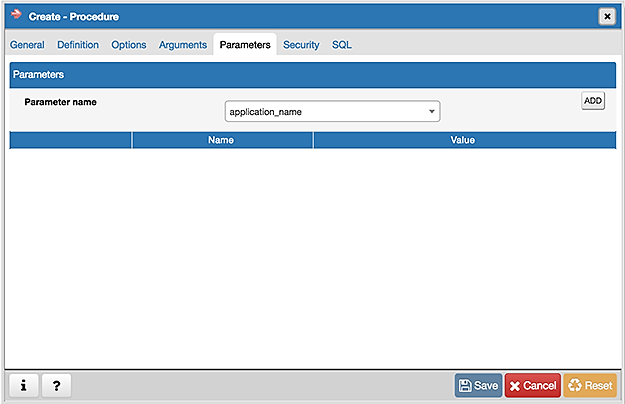 Create - Procedure
General Definition Options Arguments Parameters Security SQL
Parameters
Parameter name application_name ADD
Name Value
i ? Save Cancel Reset